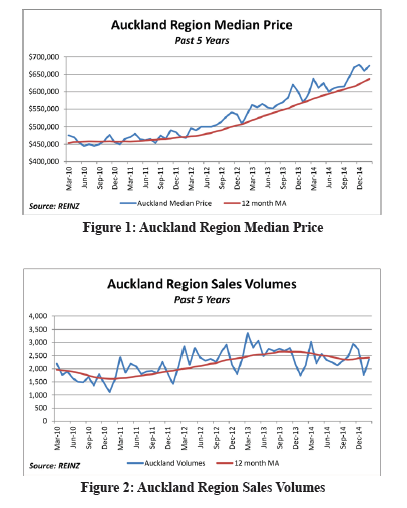 Auckland Region Median Price
Past 5 Years
$700,000
$650,000
$600,000
$550,000
$500,000
$450,000
$400,000
Mar-10 Jun-10 Sep-10 Dec-10 Mar-11 Jun-11 Sep-11 Dec-11 Mar-12 Jun-12 Sep-12 Dec-12 Mar-13 Jun-13 Sep-13 Dec-13 Mar-14 Jun-14 Sep-14 Dec-14
Auckland Median Price 12 month MA
Source: REINZ
Figure 1: Auckland Region Median Price
Auckland Region Sales Volumes
Past 5 Years
4,000
3,500
3,000
2,500
2,000
1,500
1,000
500
0
Mar-10 Jun-10 Sep-10 Dec-10 Mar-11 Jun-11 Sep-11 Dec-11 Mar-12 Jun-12 Sep-12 Dec-12 Mar-13 Jun-13 Sep-13 Dec-13 Mar-14 Jun-14 Sep-14 Dec-14
Auckland Volumes 12 month MA
Source: REINZ
Figure 2: Auckland Region Sales Volumes